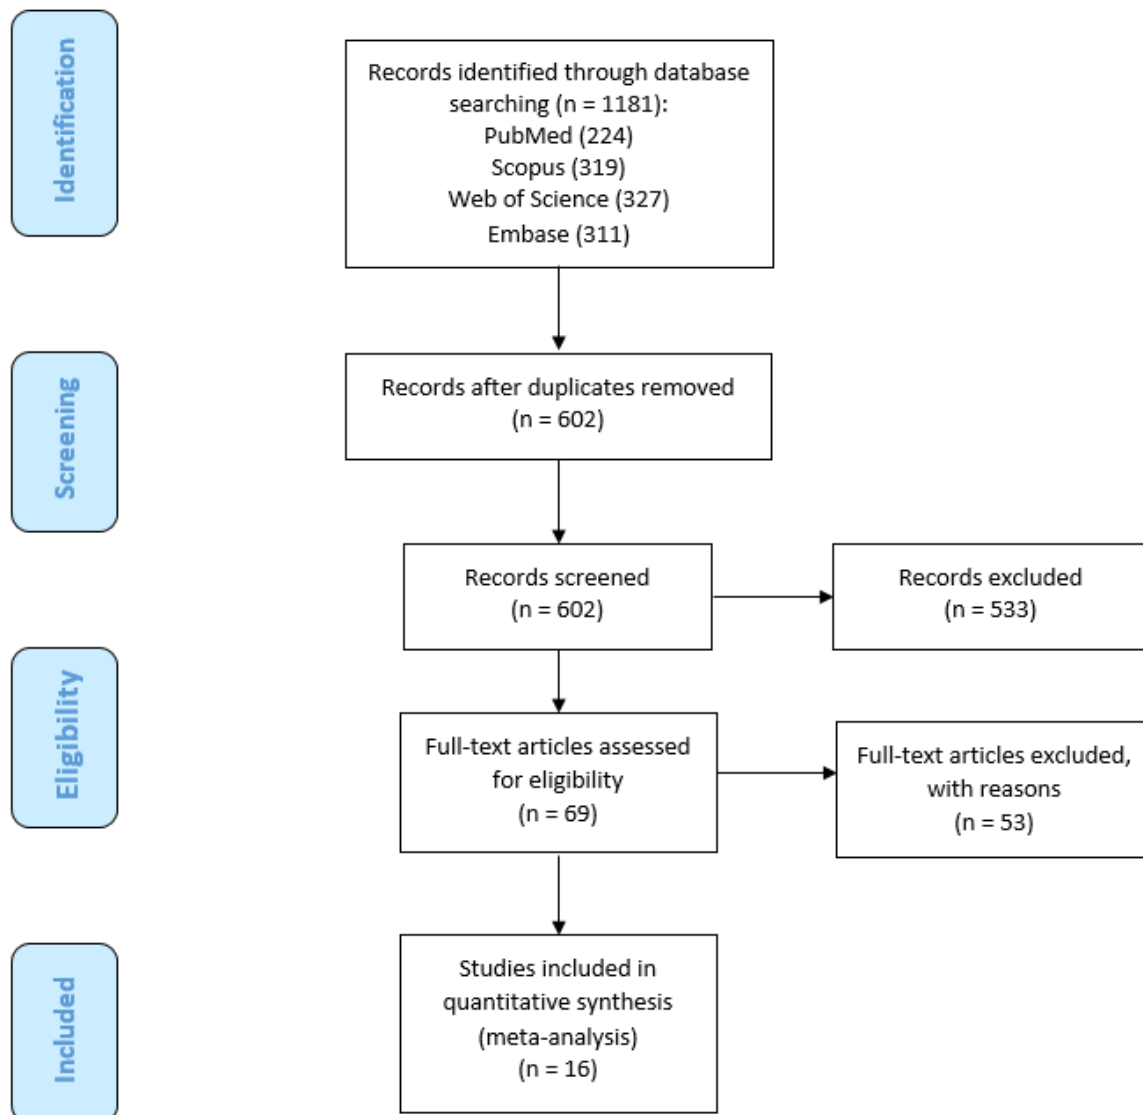 Identification
Records identified through database
searching (n = 1181):
PubMed (224)
Scopus (319)
Web of Science (327)
Embase (311)
Screening
Records after duplicates removed
(n = 602)
Records screened
(n = 602)
Records excluded
(n = 533)
Eligibility
Full-text articles assessed
for eligibility
(n = 69)
Full-text articles excluded,
with reasons
(n = 53)
Included
Studies included in
quantitative synthesis
(meta-analysis)
(n = 16)